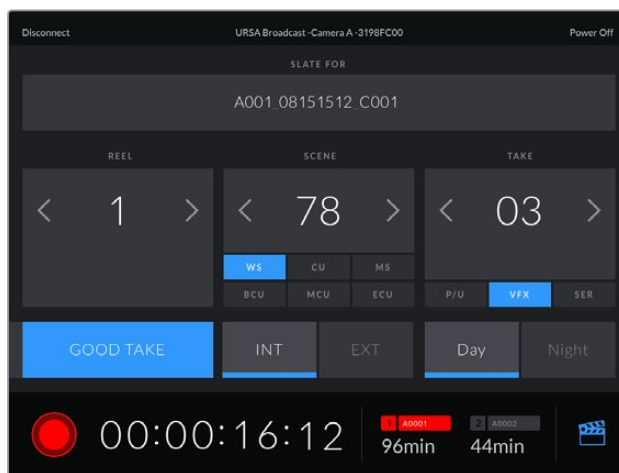 Disconnect URSA Broadcast -Camera A -3198FC00 Power Off
SLATE FOR
A001_08151512_C001
REEL SCENE TAKE
< 1 > < 78 > < 03 >
WS CU MS
BCU MCU ECU P/U VFX SER
GOOD TAKE INT EXT Day Night
00:00:16:12
1 A0001 2 A0002
96min 44min